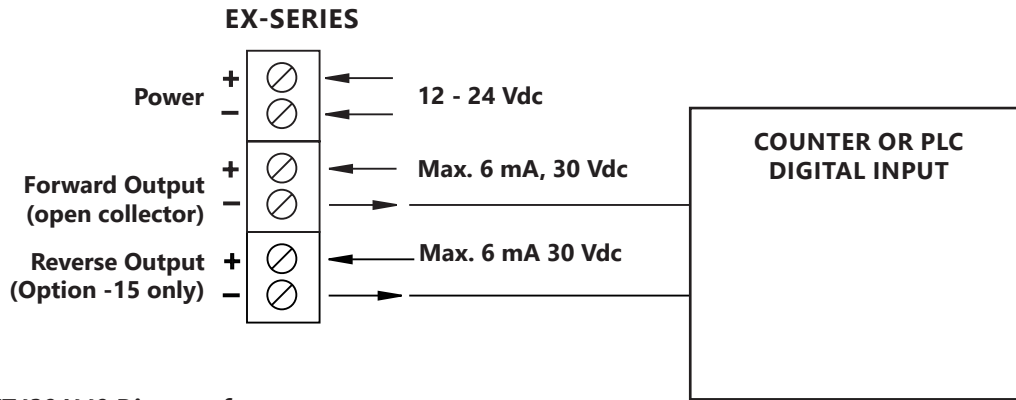 EX-SERIES
Power
+
−
12 - 24 Vdc
Forward Output
(open collector)
+
−
Max. 6 mA, 30 Vdc
Reverse Output
(Option -15 only)
+
−
Max. 6 mA 30 Vdc
COUNTER OR PLC
DIGITAL INPUT